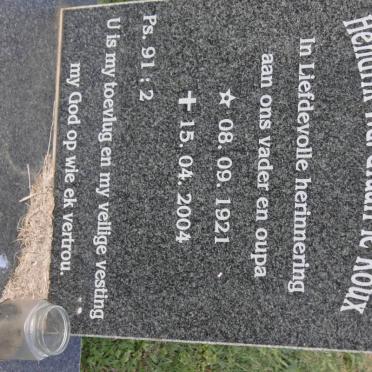 Hendrik
le Roux
In Liefdevolle herinnering
aan ons vader en oupa
☆ 08. 09. 1921
✝ 15. 04. 2004
Ps. 91 : 2
U is my toevlug en my veilige vesting
my God op wie ek vertrou.